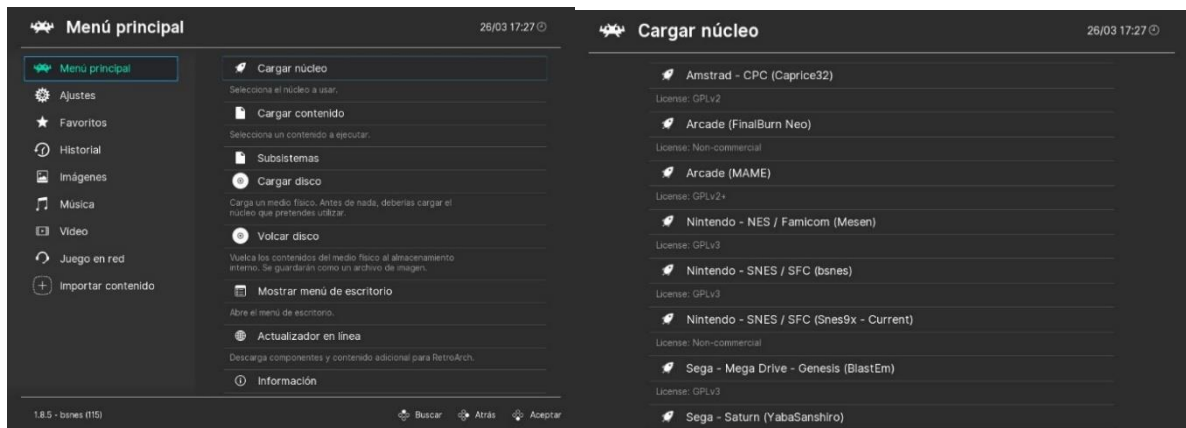 Menú principal
26/03 17:27
Menú principal
Ajustes
Favoritos
Historial
Imágenes
Música
Vídeo
Juego en red
Importar contenido
Cargar núcleo
Selecciona el núcleo a usar.
Cargar contenido
Selecciona un contenido a ejecutar.
Subsistemas
Cargar disco
Carga un medio físico. Antes de nada, deberías cargar el
núcleo que pretendes utilizar.
Volcar disco
Vuelca los contenidos del medio físico al almacenamiento
interno. Se guardarán como un archivo de imagen.
Mostrar menú de escritorio
Abre el menú de escritorio.
Actualizador en línea
Descarga componentes y contenido adicional para RetroArch.
Información
1.8.5 - bsnes (115)
Buscar
Atrás
Aceptar
Cargar núcleo
26/03 17:27
Amstrad - CPC (Caprice32)
License: GPLv2
Arcade (FinalBurn Neo)
License: Non-commercial
Arcade (MAME)
License: GPLv2+
Nintendo - NES / Famicom (Mesen)
License: GPLv3
Nintendo - SNES / SFC (bsnes)
License: GPLv3
Nintendo - SNES / SFC (Snes9x - Current)
License: Non-commercial
Sega - Mega Drive - Genesis (BlastEm)
License: GPLv3
Sega - Saturn (YabaSanshiro)